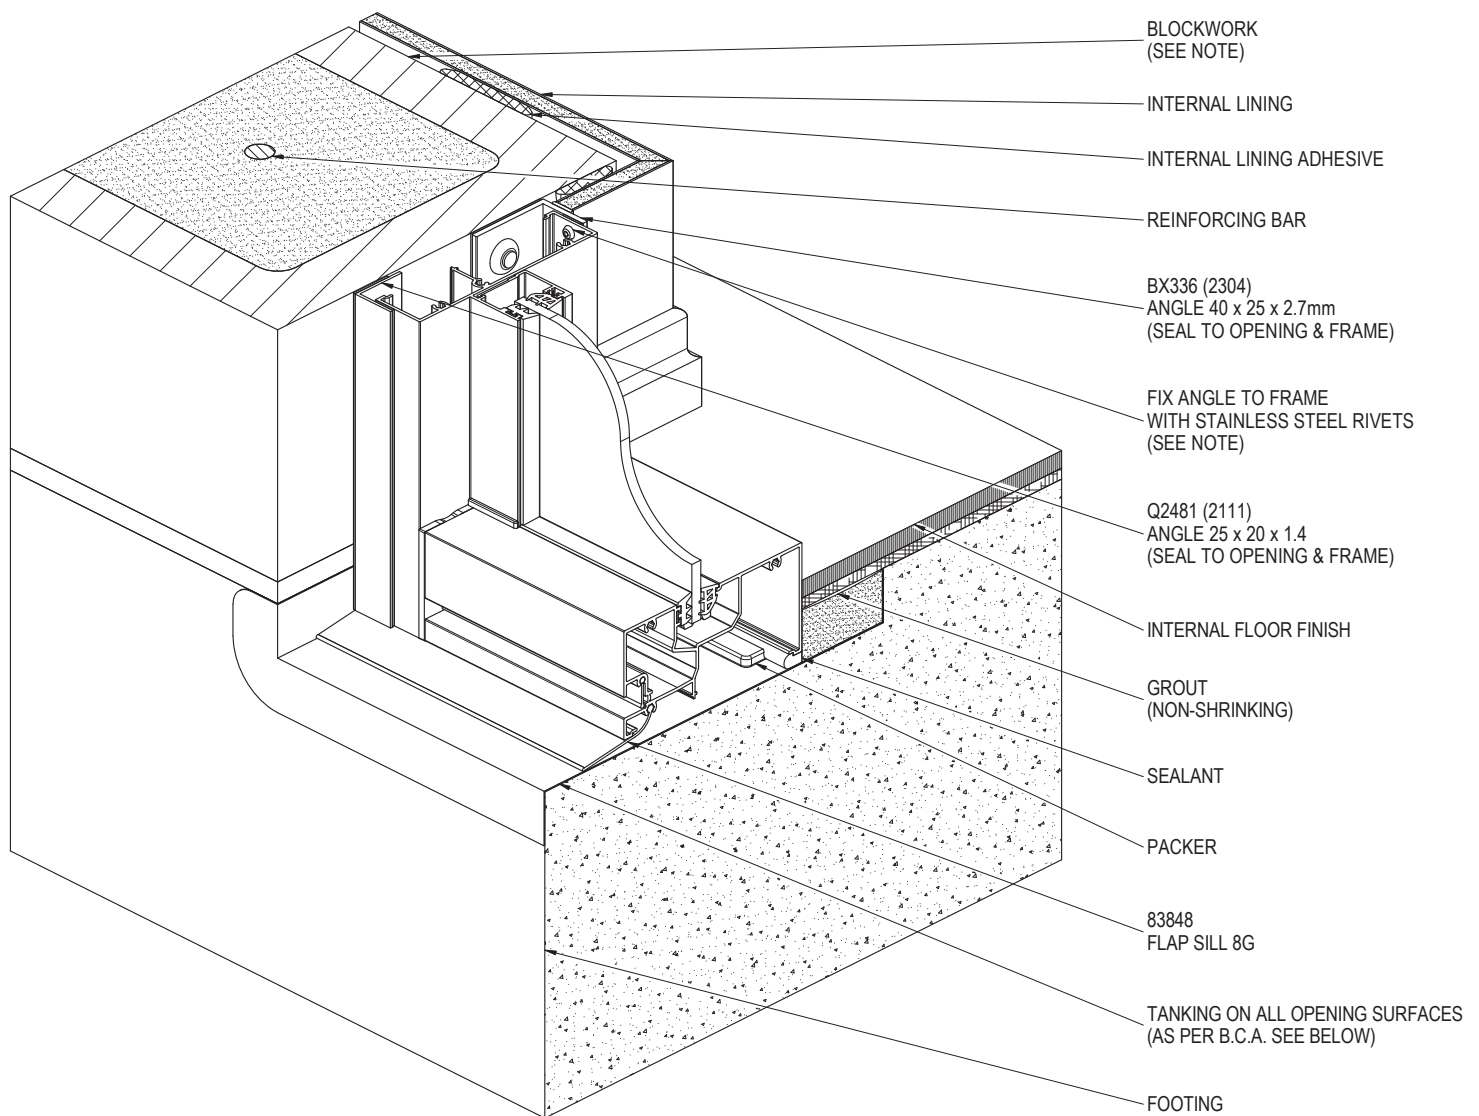 BLOCKWORK
(SEE NOTE)
INTERNAL LINING
INTERNAL LINING ADHESIVE
REINFORCING BAR
BX336 (2304)
ANGLE 40 x 25 x 2.7mm
(SEAL TO OPENING & FRAME)
FIX ANGLE TO FRAME
WITH STAINLESS STEEL RIVETS
(SEE NOTE)
Q2481 (2111)
ANGLE 25 x 20 x 1.4
(SEAL TO OPENING & FRAME)
INTERNAL FLOOR FINISH
GROUT
(NON-SHRINKING)
SEALANT
PACKER
83848
FLAP SILL 8G
TANKING ON ALL OPENING SURFACES
(AS PER B.C.A. SEE BELOW)
FOOTING